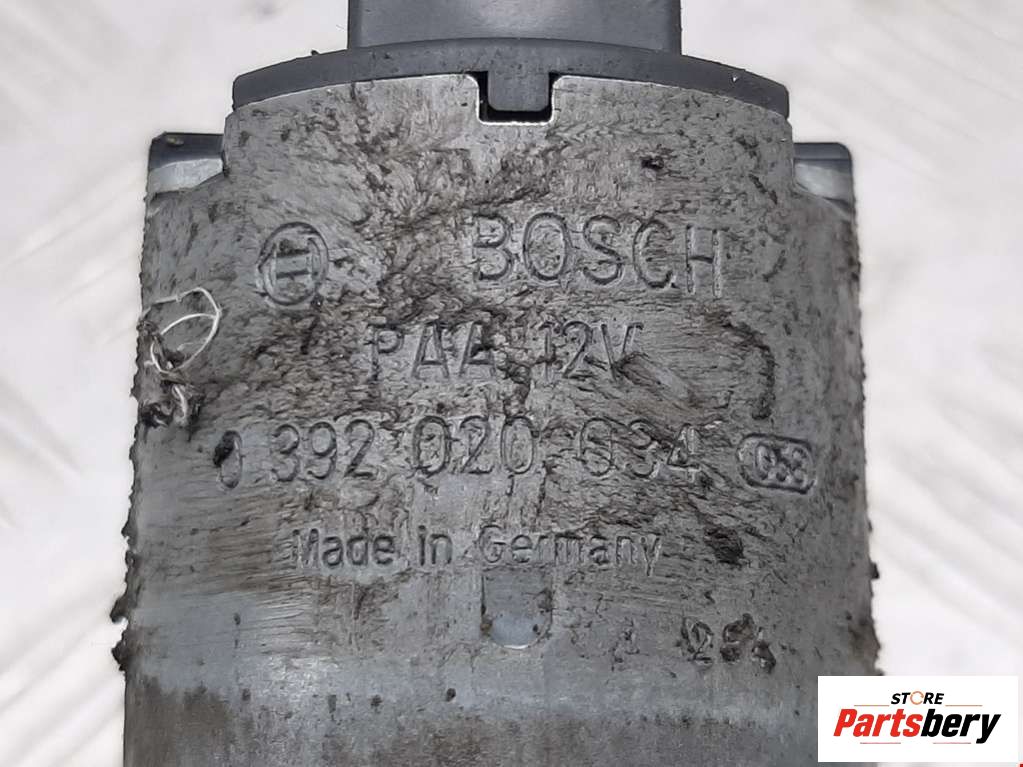 BOSCH
PAA 12V
0 392 020 034
Made in Germany
STORE
Partsbery